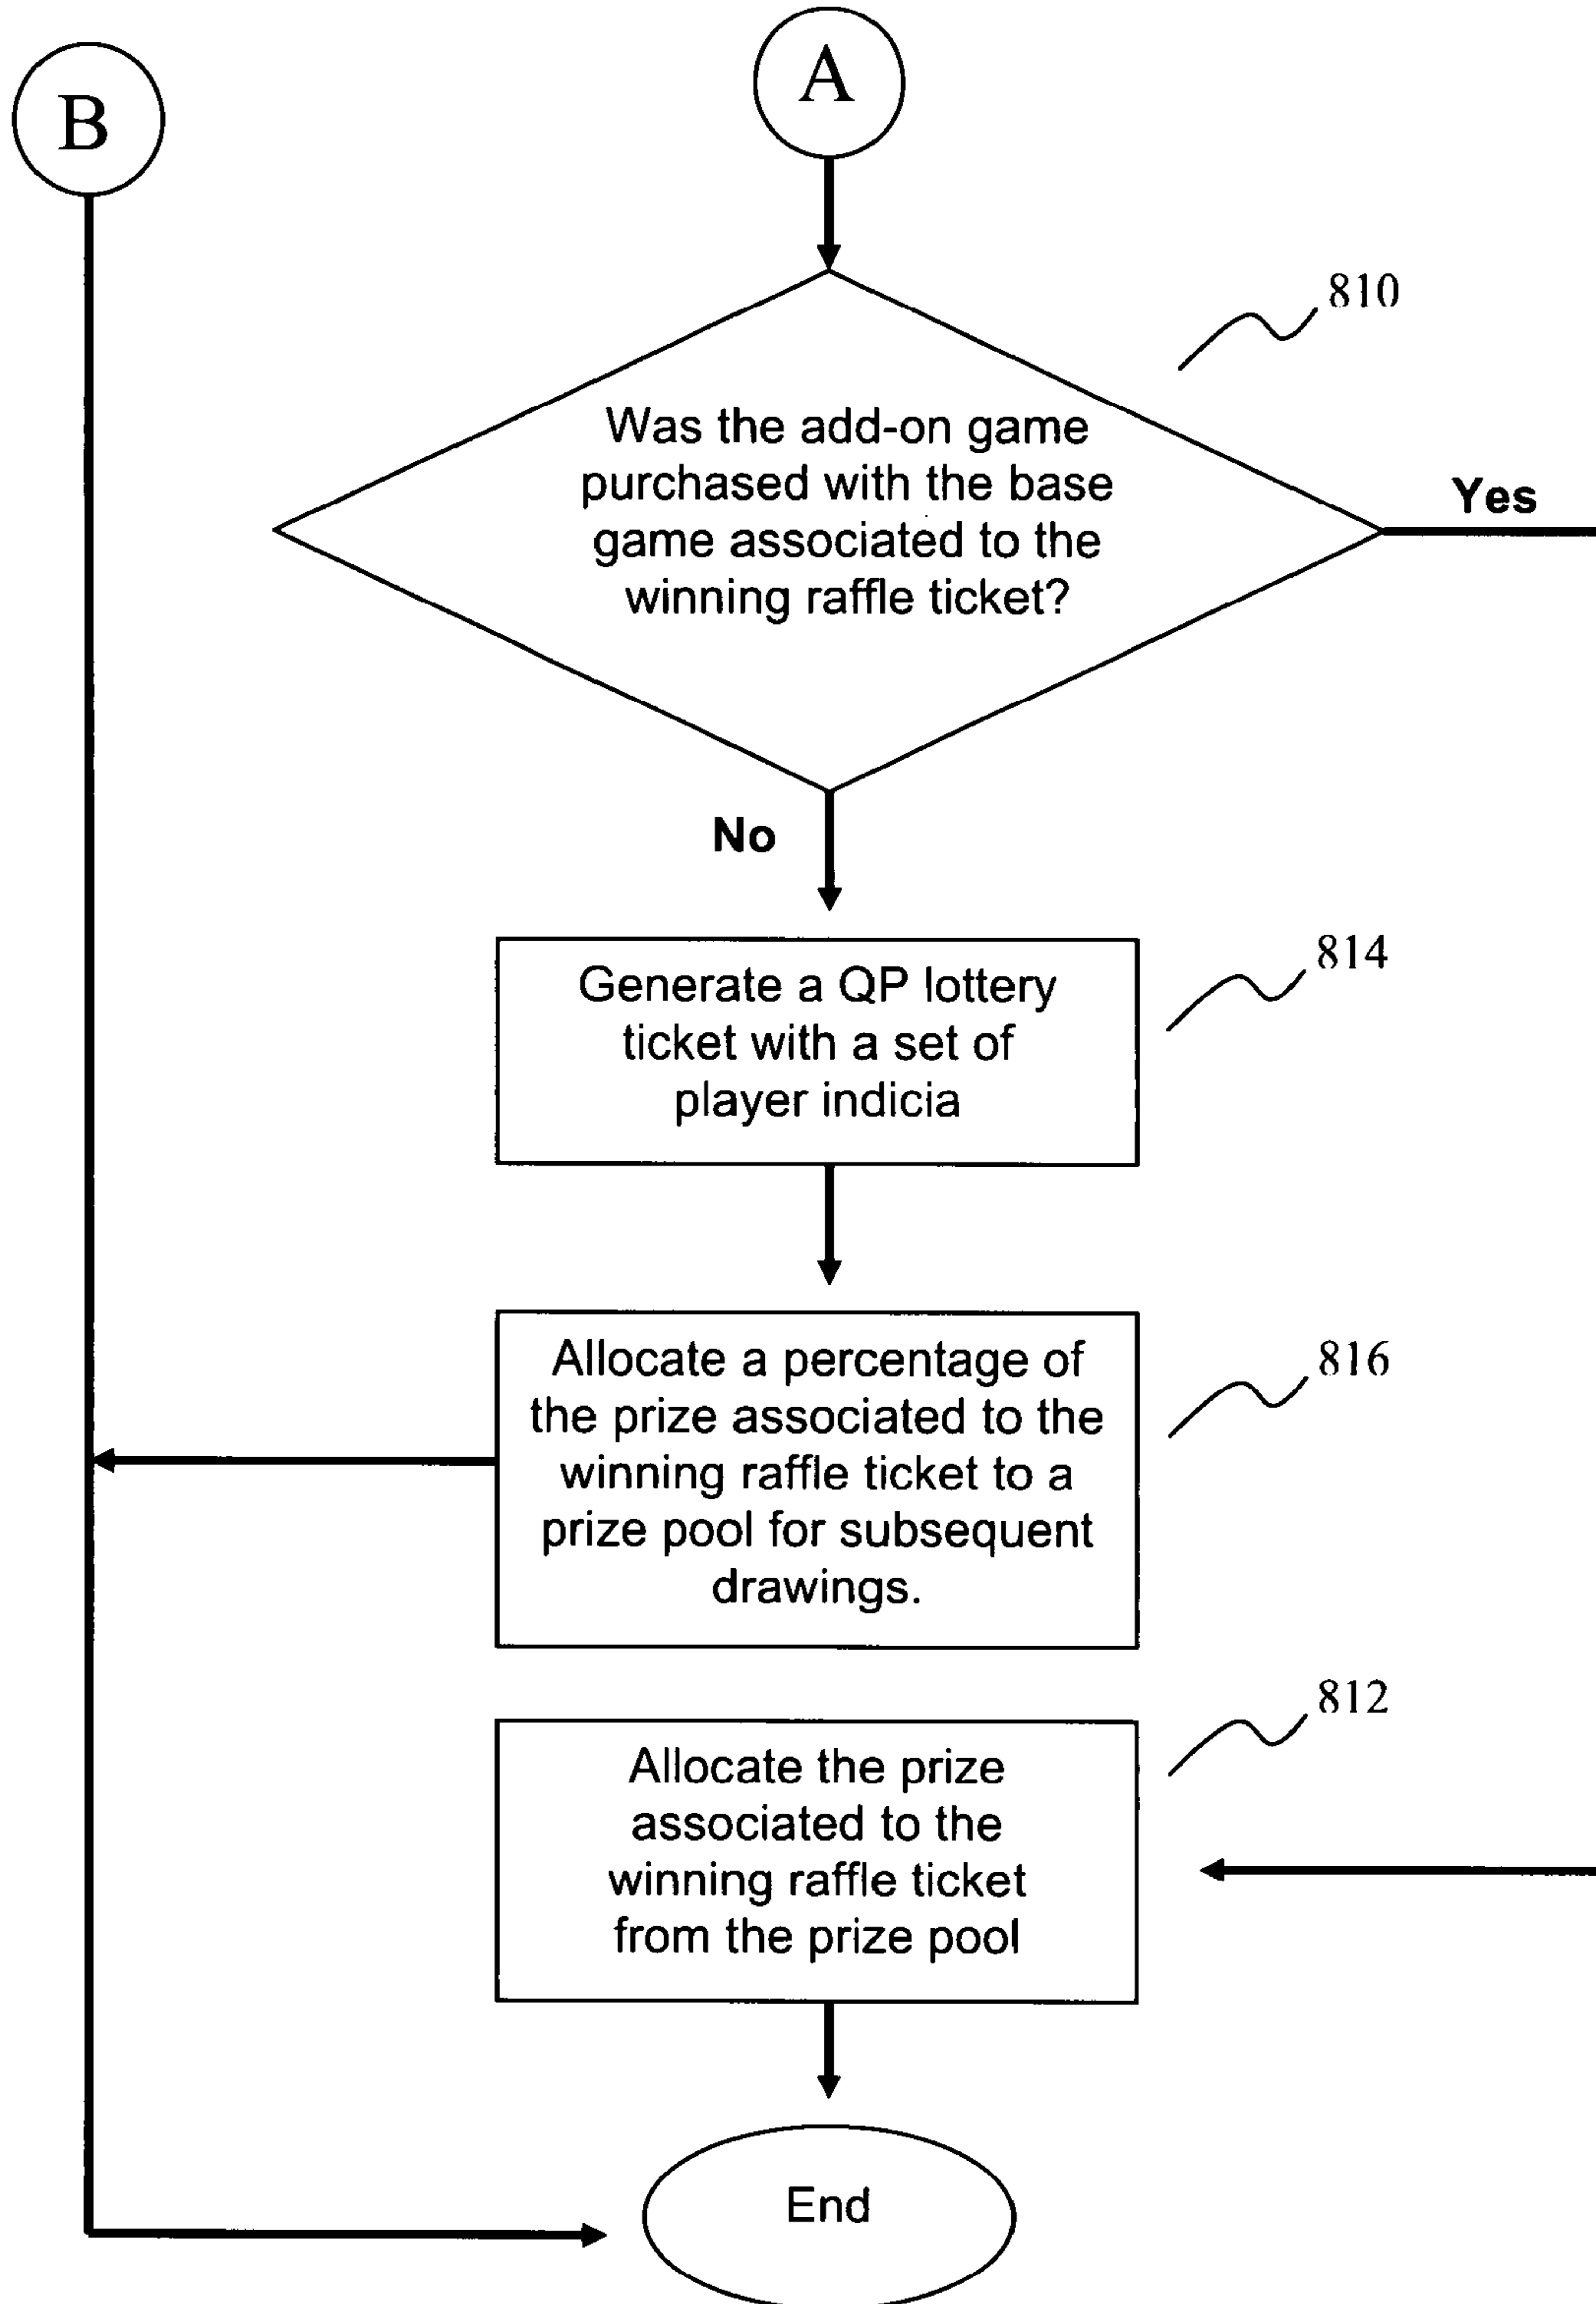 A
B
810
Was the add-on game
purchased with the base
game associated to the
winning raffle ticket?
Yes
No
814
Generate a QP lottery
ticket with a set of
player indicia
816
Allocate a percentage of
the prize associated to the
winning raffle ticket to a
prize pool for subsequent
drawings.
812
Allocate the prize
associated to the
winning raffle ticket
from the prize pool
End